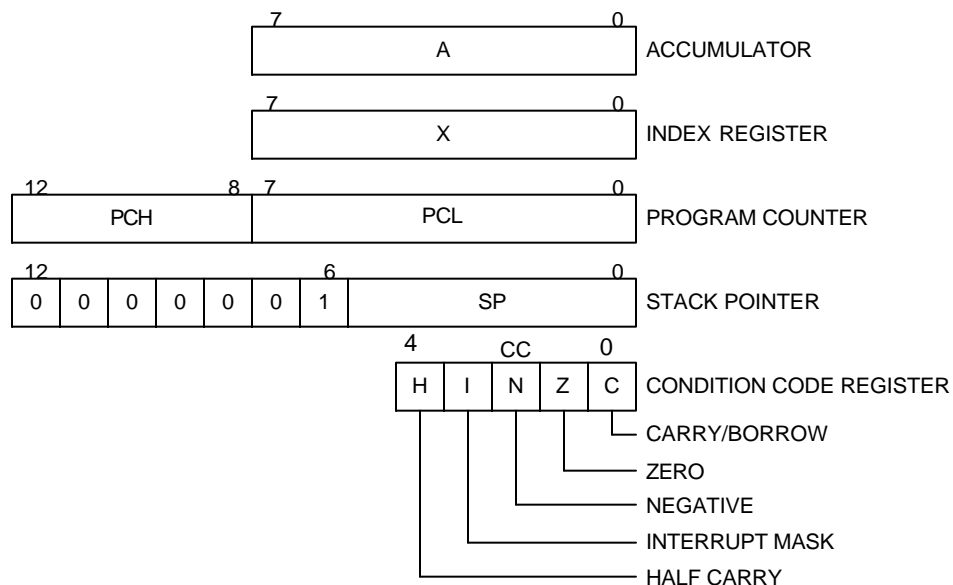 7 0
A ACCUMULATOR
7 0
X INDEX REGISTER
12 8 7 0
PCH PCL PROGRAM COUNTER
12 6 0
0 0 0 0 0 0 1 SP STACK POINTER
4 CC 0
H I N Z C CONDITION CODE REGISTER
CARRY/BORROW
ZERO
NEGATIVE
INTERRUPT MASK
HALF CARRY